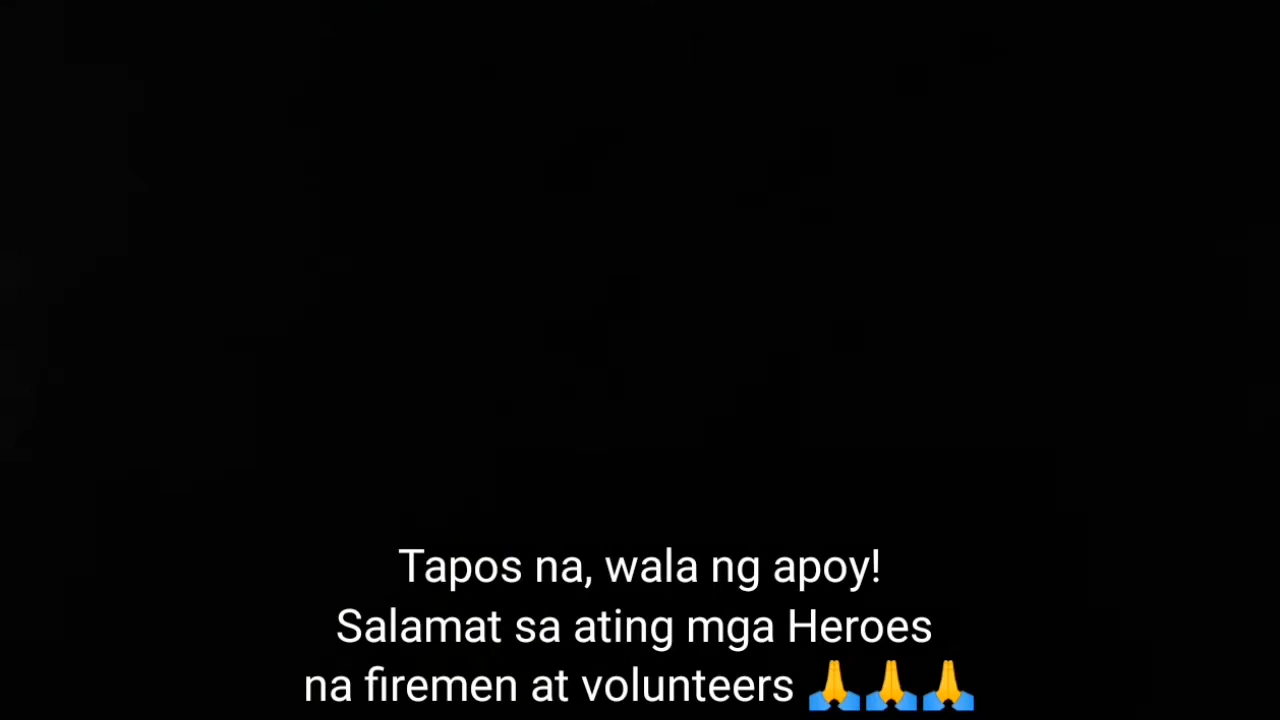 Tapos na, wala ng apoy!
Salamat sa ating mga Heroes
na firemen at volunteers 🙏🙏🙏